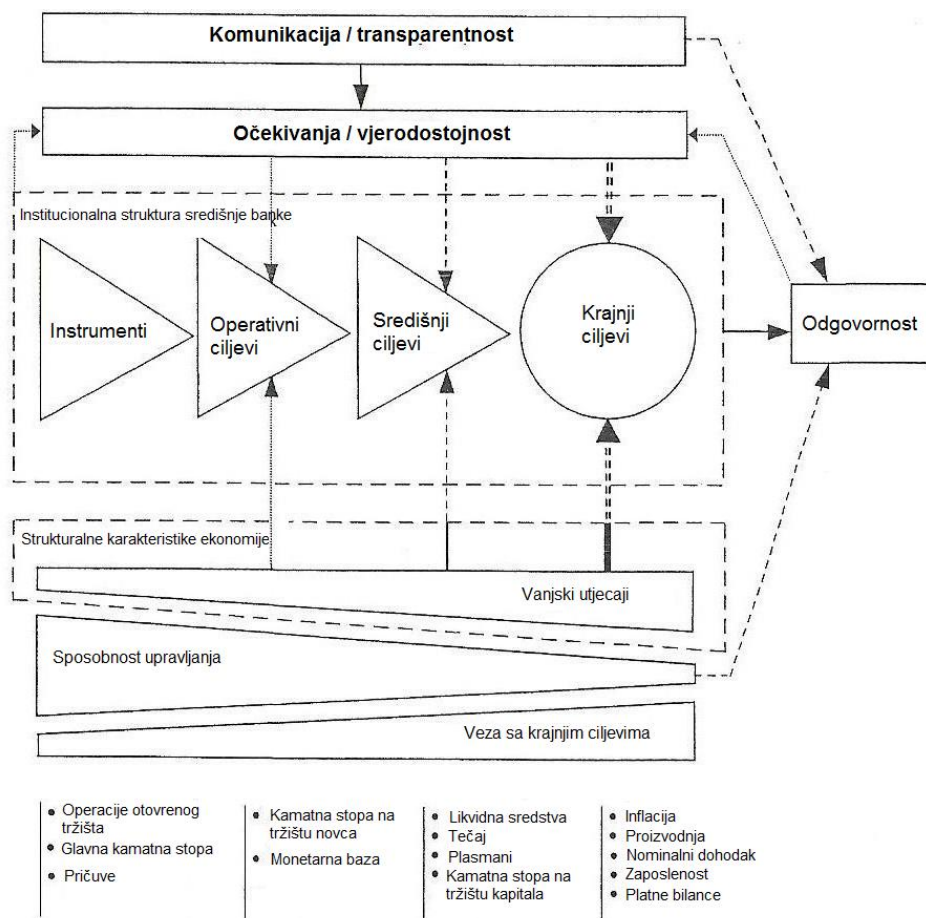 Komunikacija / transparentnost
Očekivanja / vjerodostojnost
Institucionalna struktura središnje banke
Instrumenti
Operativni
ciljevi
Središnji
ciljevi
Krajnji
ciljevi
Odgovornost
Strukturalne karakteristike ekonomije
Vanjski utjecaji
Sposobnost upravljanja
Veza sa krajnjim ciljevima
• Operacije otovrenog
tržišta
• Glavna kamatna stopa
• Pričuve
• Kamatna stopa na
tržištu novca
• Monetarna baza
• Likvidna sredstva
• Tečaj
• Plasmani
• Kamatna stopa na
tržištu kapitala
• Inflacija
• Proizvodnja
• Nominalni dohodak
• Zaposlenost
• Platne bilance